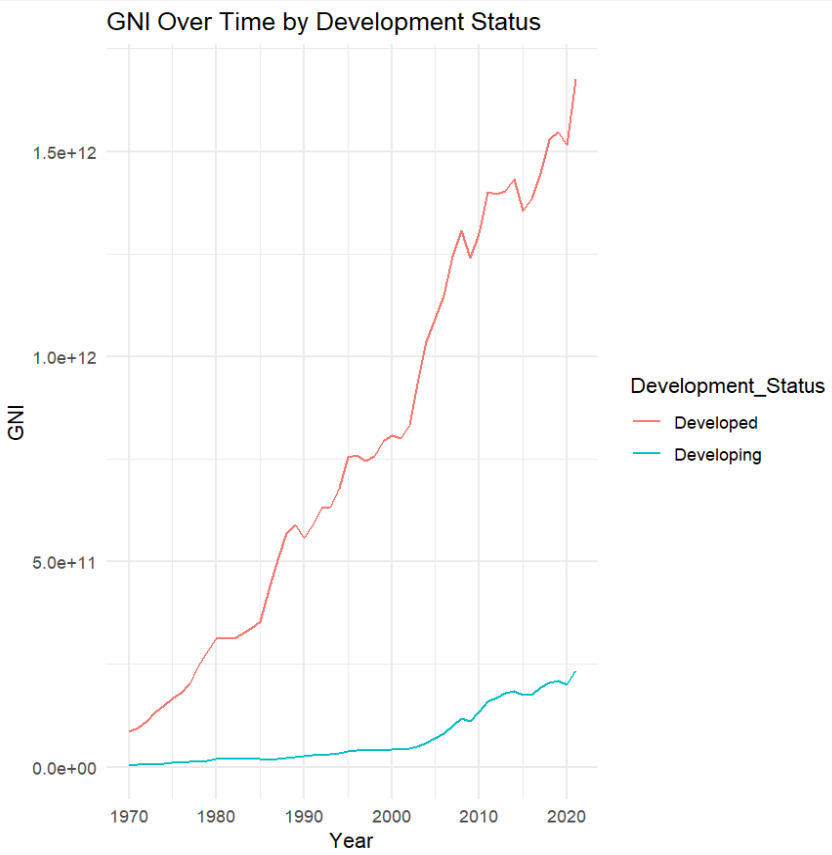 GNI Over Time by Development Status
1.5e+12
1.0e+12
5.0e+11
0.0e+00
GNI
1970 1980 1990 2000 2010 2020
Year
Development_Status
Developed
Developing